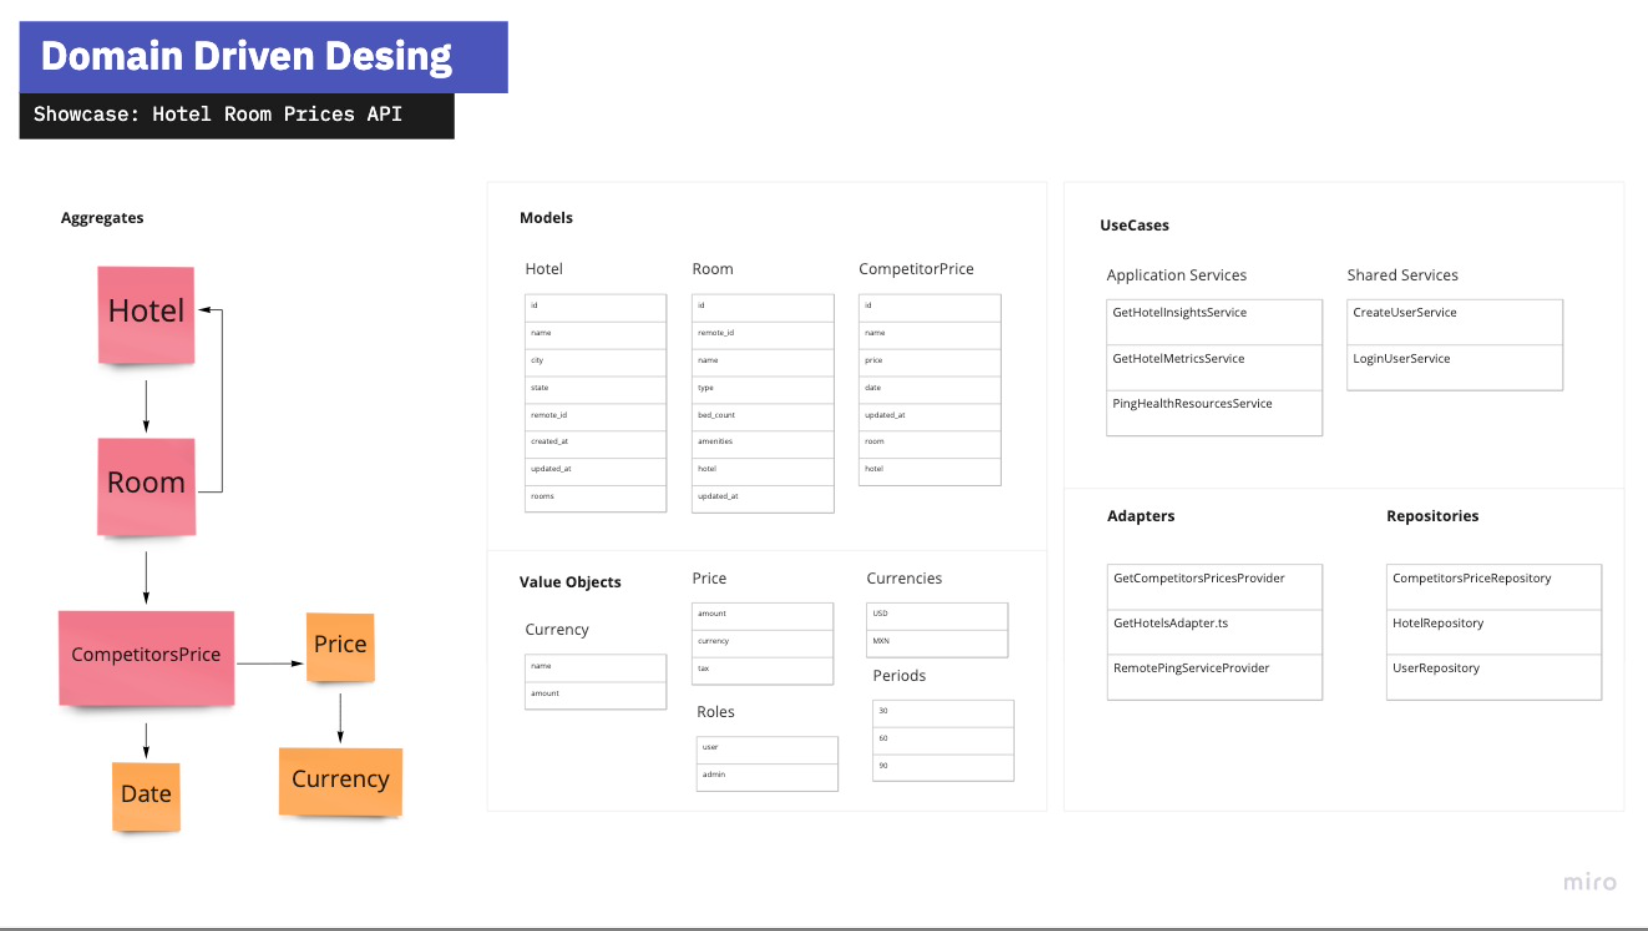 Domain Driven Desing
Showcase: Hotel Room Prices API
Aggregates
Hotel
Room
CompetitorsPrice
Price
Date
Currency
Models
Hotel
id
name
city
state
remote_id
created_at
updated_at
rooms
Room
id
remote_id
name
type
bed_count
amenities
hotel
updated_at
CompetitorPrice
id
name
price
date
updated_at
room
hotel
Value Objects
Currency
name
amount
Price
amount
currency
tax
Roles
user
admin
Currencies
USD
MXN
Periods
30
60
90
UseCases
Application Services
GetHotelInsightsService
GetHotelMetricsService
PingHealthResourcesService
Shared Services
CreateUserService
LoginUserService
Adapters
GetCompetitorsPricesProvider
GetHotelsAdapter.ts
RemotePingServiceProvider
Repositories
CompetitorsPriceRepository
HotelRepository
UserRepository
miro